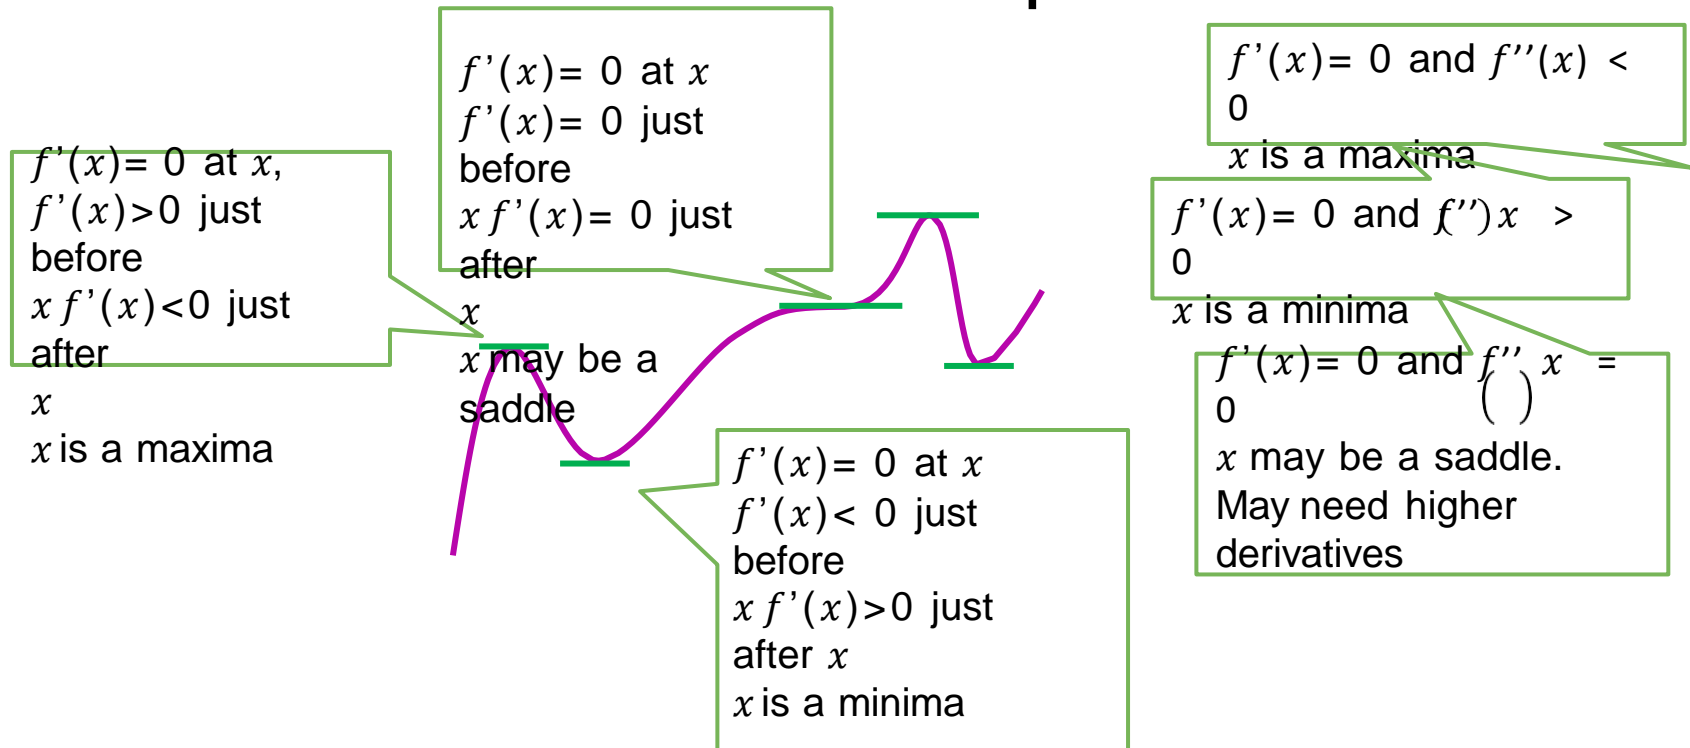 f'(x)= 0 at x,
f'(x)>0 just
before
x f'(x)<0 just
after
x
x is a maxima
f'(x)= 0 at x
f'(x)= 0 just
before
x f'(x)= 0 just
after
x
x may be a
saddle
f'(x)= 0 at x
f'(x)< 0 just
before
x f'(x)>0 just
after x
x is a minima
f'(x)= 0 and f''(x) <
0
x is a maxima
f'(x)= 0 and f''(x) >
0
x is a minima
f'(x)= 0 and f''(x) =
0
x may be a saddle.
May need higher
derivatives